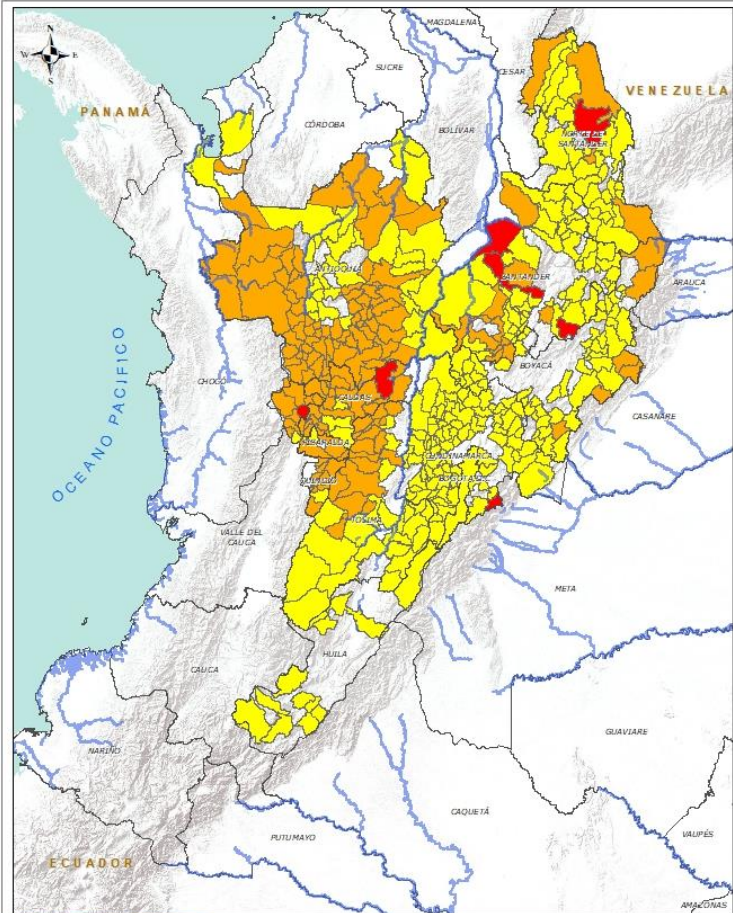 MAGDALENA
N
W E
S
SUCRE
CESAR
VENEZUELA
PANAMÁ
CÓRDOBA
BOLÍVAR
NORTE DE
SANTANDER
ANTIOQUIA
SANTANDER
ARAUCA
BOYACÁ
CHOCÓ
CALDAS
OCEANO PACIFICO
CASANARE
RISARALDA
CUNDINAMARCA
QUINDIO
BOGOTÁ, D.C.
TOLIMA
VALLE DEL
CAUCA
META
HUILA
CAUCA
NARIÑO
GUAVIARE
CAQUETÁ
PUTUMAYO
VAUPÉS
ECUADOR
AMAZONAS